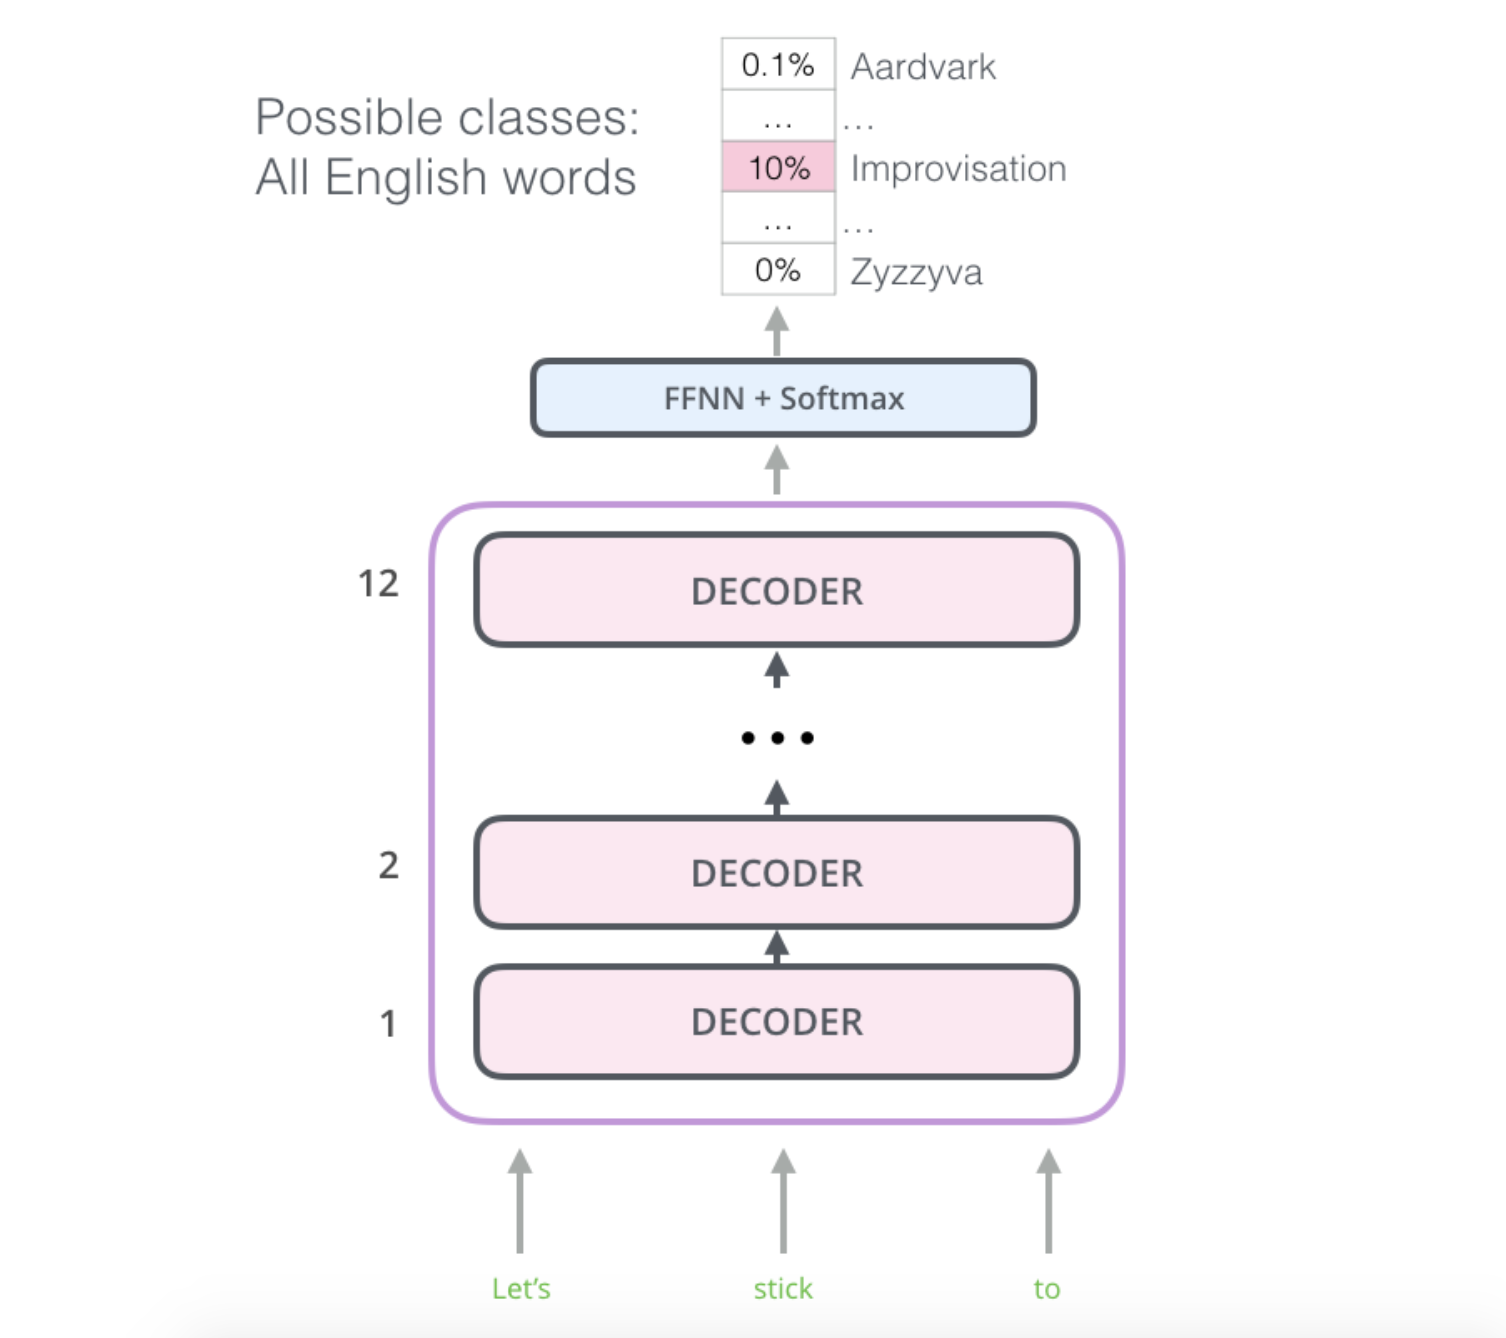 0.1% Aardvark
Possible classes:
... ...
10% Improvisation
All English words
... ...
0% Zyzzyva
FFNN + Softmax
12 DECODER
...
2 DECODER
1 DECODER
Let’s stick to